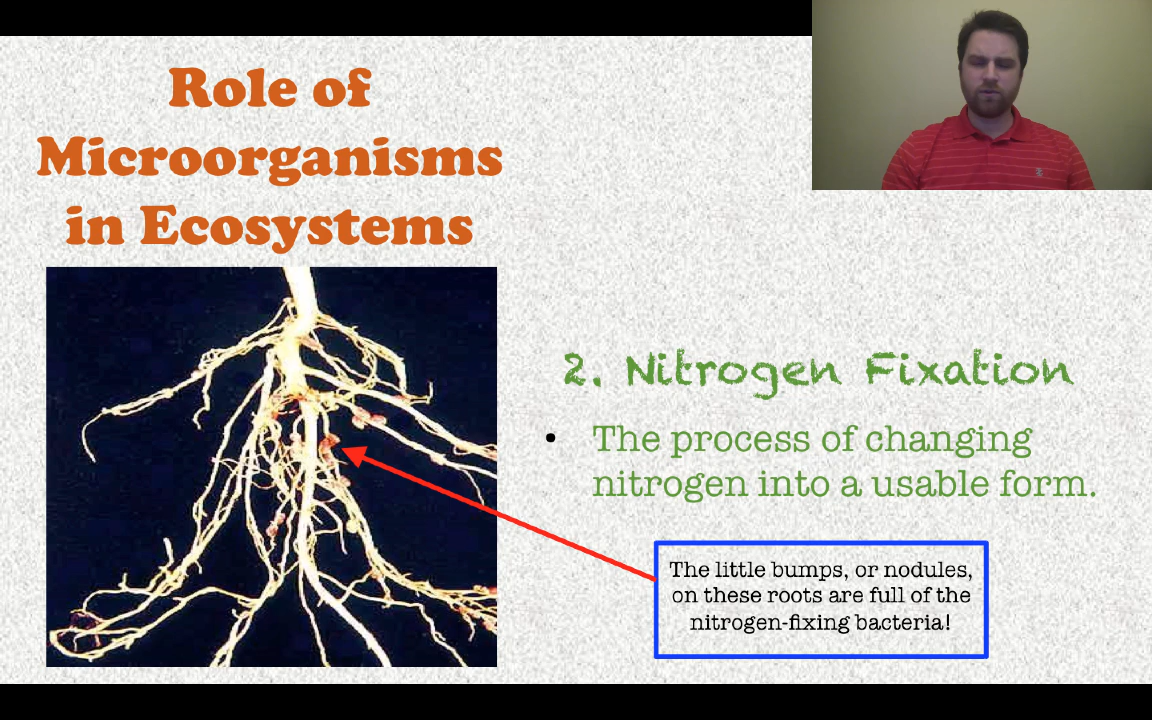 Role of
Microorganisms
in Ecosystems
2. Nitrogen Fixation
• The process of changing
nitrogen into a usable form.
The little bumps, or nodules,
on these roots are full of the
nitrogen-fixing bacteria!